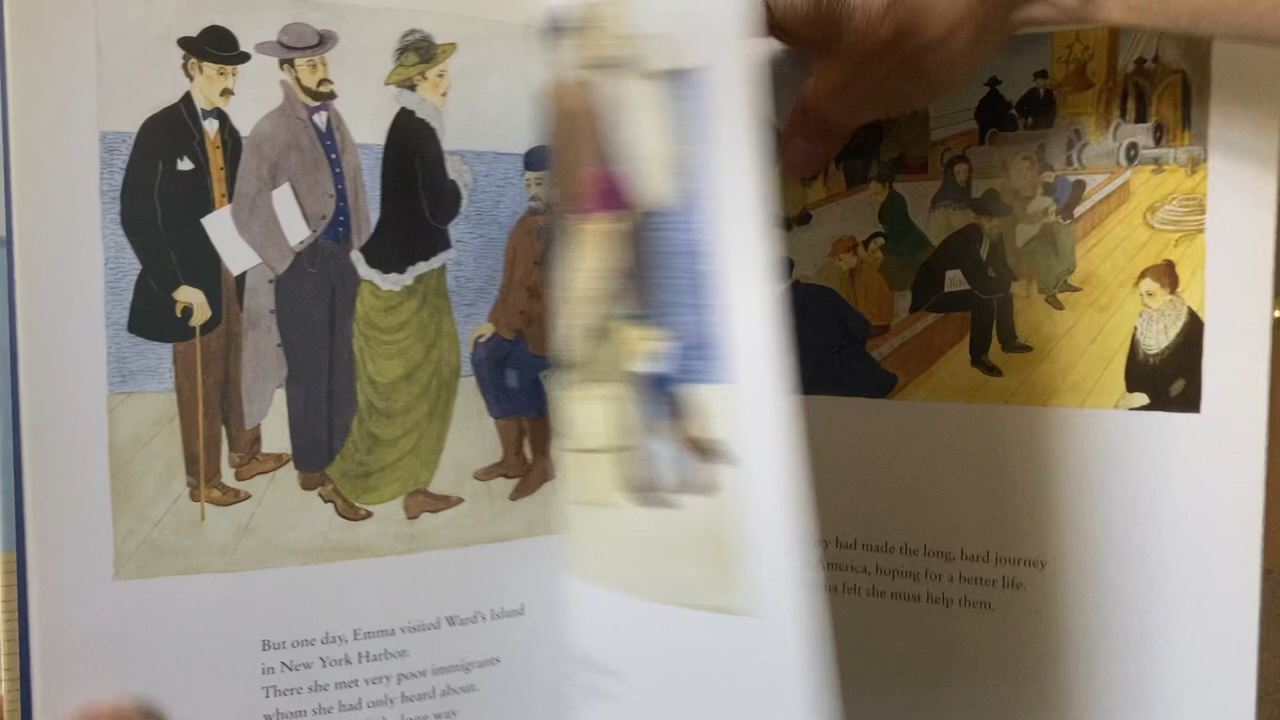 But one day, Emma visited Ward's Island
in New York Harbor.
There she met very poor immigrants
whom she had only heard about.
long way
had made the long, hard journey
America, hoping for a better life.
felt she must help them.